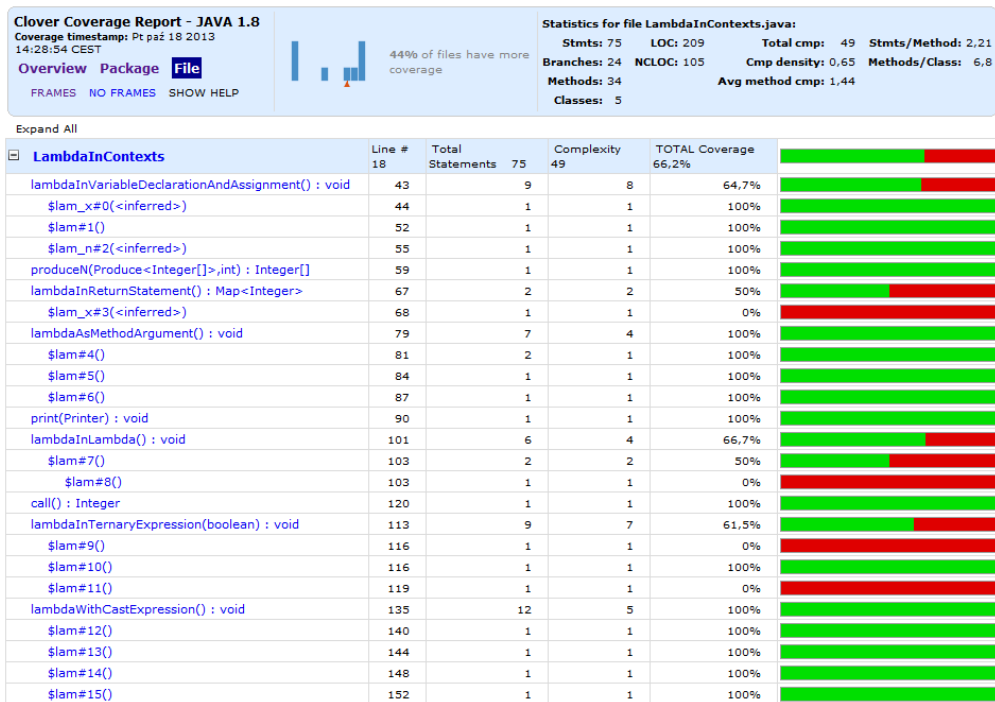 Clover Coverage Report - JAVA 1.8
Coverage timestamp: Pt paź 18 2013
14:28:54 CEST
Overview Package File
FRAMES NO FRAMES SHOW HELP
44% of files have more
coverage
Statistics for file LambdaInContexts.java:
Stmts: 75 LOC: 209 Total cmp: 49 Stmts/Method: 2,21
Branches: 24 NCLOC: 105 Cmp density: 0,65 Methods/Class: 6,8
Methods: 34 Avg method cmp: 1,44
Classes: 5
Expand All
LambdaInContexts Line # 18 Total Statements 75 Complexity 49 TOTAL Coverage 66,2%
lambdaInVariableDeclarationAndAssignment() : void 43 9 8 64,7%
$lam_x#0(<inferred>) 44 1 1 100%
$lam#1() 52 1 1 100%
$lam_n#2(<inferred>) 55 1 1 100%
produceN(Produce<Integer[]>,int) : Integer[] 59 1 1 100%
lambdaInReturnStatement() : Map<Integer> 67 2 2 50%
$lam_x#3(<inferred>) 68 1 1 0%
lambdaAsMethodArgument() : void 79 7 4 100%
$lam#4() 81 2 1 100%
$lam#5() 84 1 1 100%
$lam#6() 87 1 1 100%
print(Printer) : void 90 1 1 100%
lambdaInLambda() : void 101 6 4 66,7%
$lam#7() 103 2 2 50%
$lam#8() 103 1 1 0%
call() : Integer 120 1 1 100%
lambdaInTernaryExpression(boolean) : void 113 9 7 61,5%
$lam#9() 116 1 1 0%
$lam#10() 116 1 1 100%
$lam#11() 119 1 1 0%
lambdaWithCastExpression() : void 135 12 5 100%
$lam#12() 140 1 1 100%
$lam#13() 144 1 1 100%
$lam#14() 148 1 1 100%
$lam#15() 152 1 1 100%